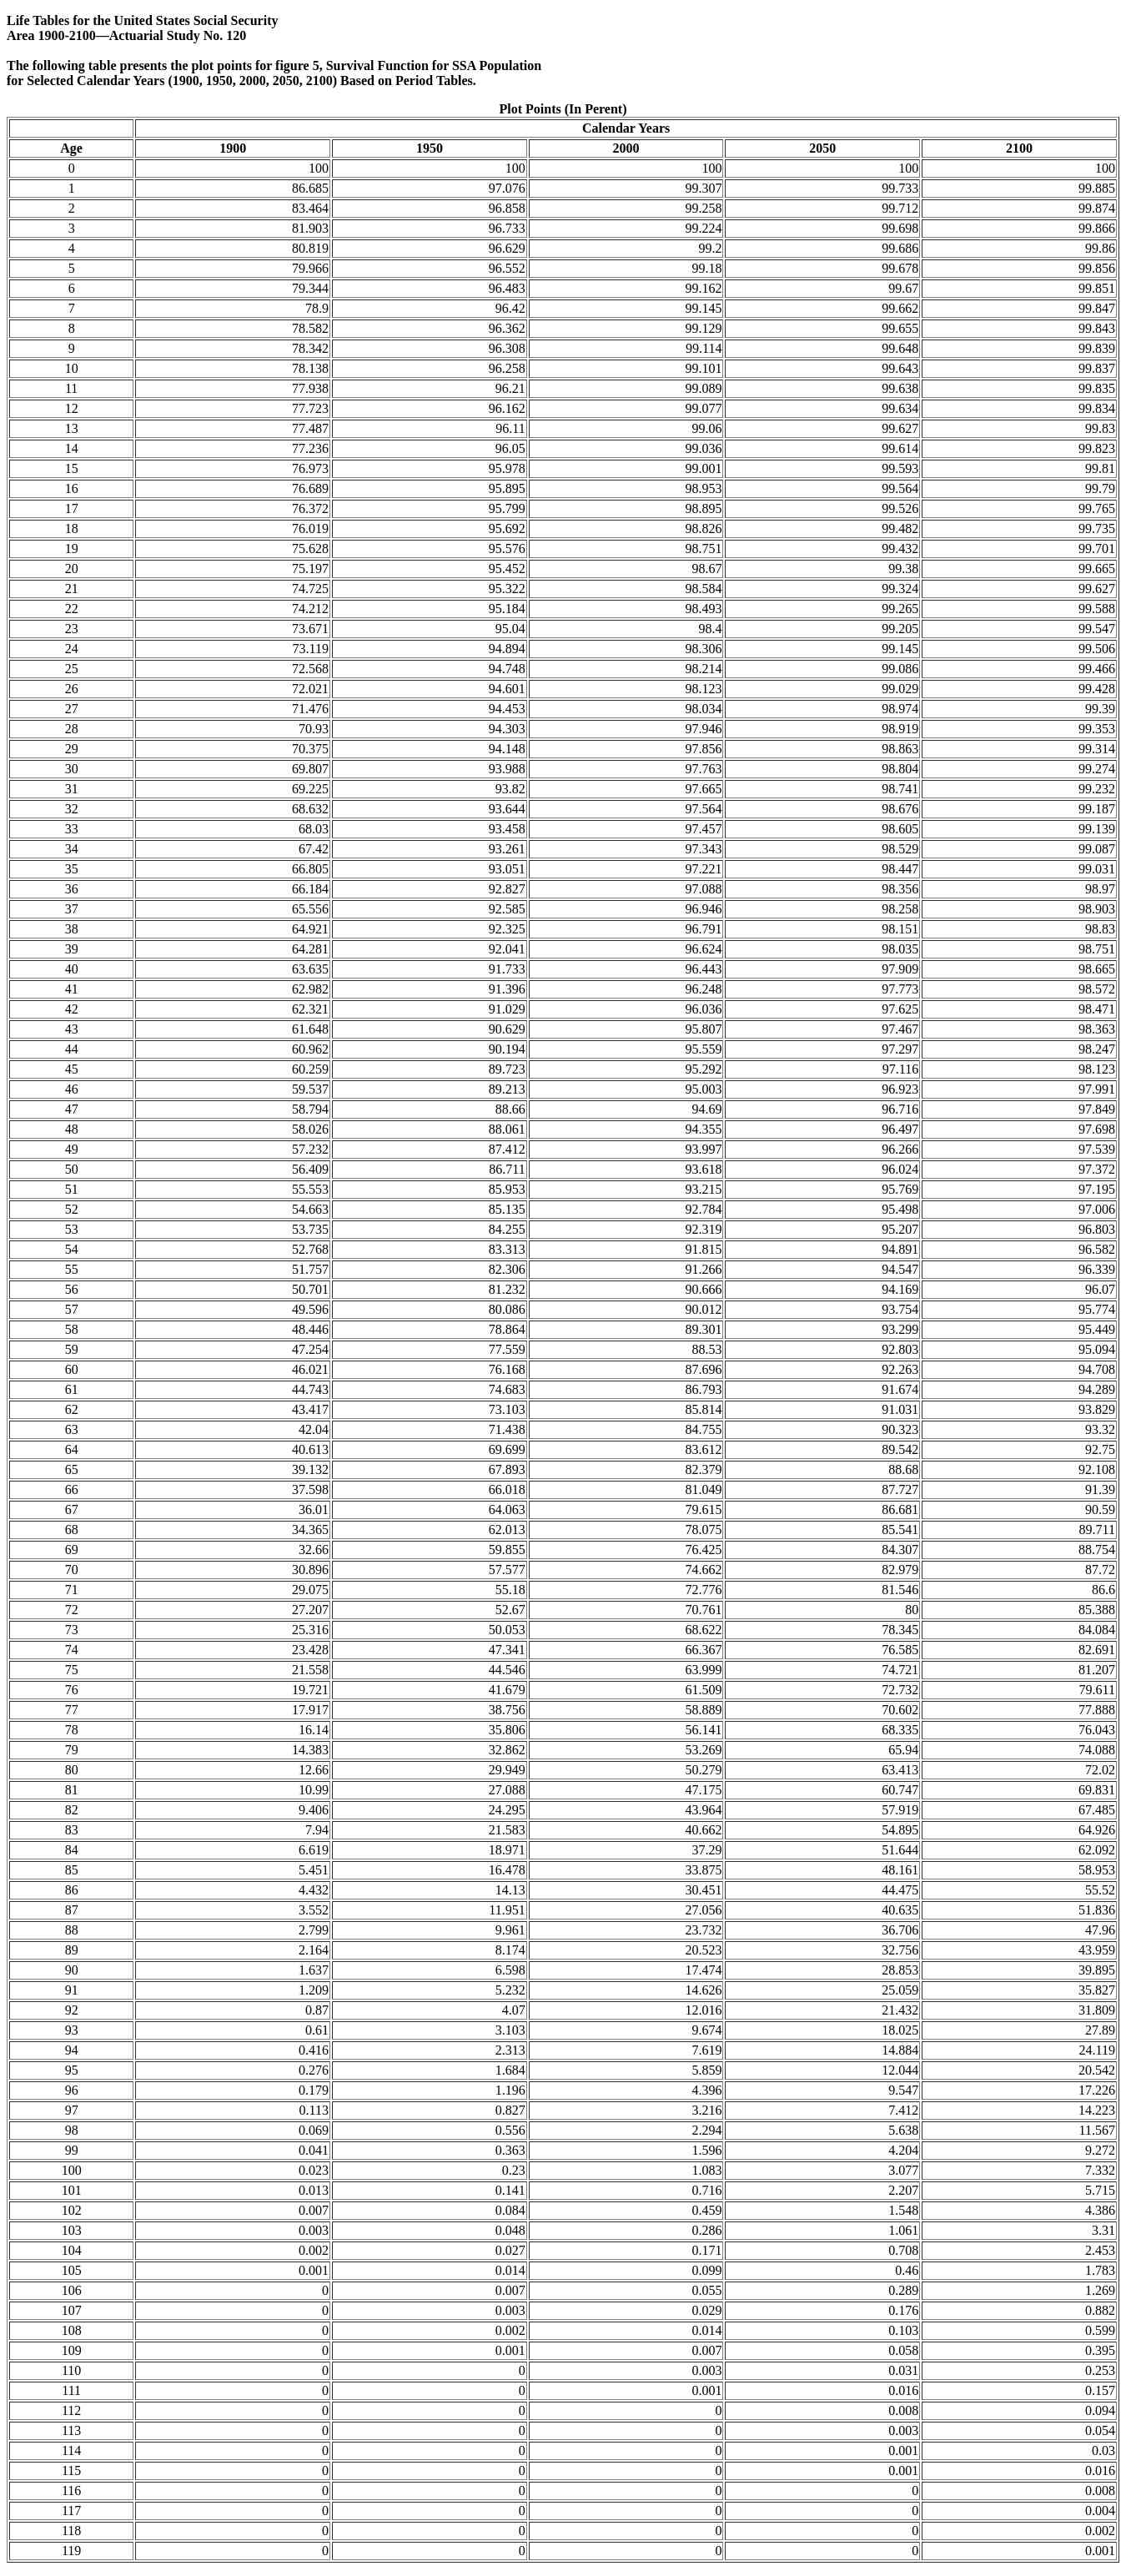 Life Tables for the United States Social Security
Area 1900-2100—Actuarial Study No. 120
The following table presents the plot points for figure 5, Survival Function for SSA Population
for Selected Calendar Years (1900, 1950, 2000, 2050, 2100) Based on Period Tables.
Plot Points (In Perent)
Calendar Years
Age 1900 1950 2000 2050 2100
0 100 100 100 100 100
1 86.685 97.076 99.307 99.733 99.885
2 83.464 96.858 99.258 99.712 99.874
3 81.903 96.733 99.224 99.698 99.866
4 80.819 96.629 99.2 99.686 99.86
5 79.966 96.552 99.18 99.678 99.856
6 79.344 96.483 99.162 99.67 99.851
7 78.9 96.42 99.145 99.662 99.847
8 78.582 96.362 99.129 99.655 99.843
9 78.342 96.308 99.114 99.648 99.839
10 78.138 96.258 99.101 99.643 99.837
11 77.938 96.21 99.089 99.638 99.835
12 77.723 96.162 99.077 99.634 99.834
13 77.487 96.11 99.06 99.627 99.83
14 77.236 96.05 99.036 99.614 99.823
15 76.973 95.978 99.001 99.593 99.81
16 76.689 95.895 98.953 99.564 99.79
17 76.372 95.799 98.895 99.526 99.765
18 76.019 95.692 98.826 99.482 99.735
19 75.628 95.576 98.751 99.432 99.701
20 75.197 95.452 98.67 99.38 99.665
21 74.725 95.322 98.584 99.324 99.627
22 74.212 95.184 98.493 99.265 99.588
23 73.671 95.04 98.4 99.205 99.547
24 73.119 94.894 98.306 99.145 99.506
25 72.568 94.748 98.214 99.086 99.466
26 72.021 94.601 98.123 99.029 99.428
27 71.476 94.453 98.034 98.974 99.39
28 70.93 94.303 97.946 98.919 99.353
29 70.375 94.148 97.856 98.863 99.314
30 69.807 93.988 97.763 98.804 99.274
31 69.225 93.82 97.665 98.741 99.232
32 68.632 93.644 97.564 98.676 99.187
33 68.03 93.458 97.457 98.605 99.139
34 67.42 93.261 97.343 98.529 99.087
35 66.805 93.051 97.221 98.447 99.031
36 66.184 92.827 97.088 98.356 98.97
37 65.556 92.585 96.946 98.258 98.903
38 64.921 92.325 96.791 98.151 98.83
39 64.281 92.041 96.624 98.035 98.751
40 63.635 91.733 96.443 97.909 98.665
41 62.982 91.396 96.248 97.773 98.572
42 62.321 91.029 96.036 97.625 98.471
43 61.648 90.629 95.807 97.467 98.363
44 60.962 90.194 95.559 97.297 98.247
45 60.259 89.723 95.292 97.116 98.123
46 59.537 89.213 95.003 96.923 97.991
47 58.794 88.66 94.69 96.716 97.849
48 58.026 88.061 94.355 96.497 97.698
49 57.232 87.412 93.997 96.266 97.539
50 56.409 86.711 93.618 96.024 97.372
51 55.553 85.953 93.215 95.769 97.195
52 54.663 85.135 92.784 95.498 97.006
53 53.735 84.255 92.319 95.207 96.803
54 52.768 83.313 91.815 94.891 96.582
55 51.757 82.306 91.266 94.547 96.339
56 50.701 81.232 90.666 94.169 96.07
57 49.596 80.086 90.012 93.754 95.774
58 48.446 78.864 89.301 93.299 95.449
59 47.254 77.559 88.53 92.803 95.094
60 46.021 76.168 87.696 92.263 94.708
61 44.743 74.683 86.793 91.674 94.289
62 43.417 73.103 85.814 91.031 93.829
63 42.04 71.438 84.755 90.323 93.32
64 40.613 69.699 83.612 89.542 92.75
65 39.132 67.893 82.379 88.68 92.108
66 37.598 66.018 81.049 87.727 91.39
67 36.01 64.063 79.615 86.681 90.59
68 34.365 62.013 78.075 85.541 89.711
69 32.66 59.855 76.425 84.307 88.754
70 30.896 57.577 74.662 82.979 87.72
71 29.075 55.18 72.776 81.546 86.6
72 27.207 52.67 70.761 80 85.388
73 25.316 50.053 68.622 78.345 84.084
74 23.428 47.341 66.367 76.585 82.691
75 21.558 44.546 63.999 74.721 81.207
76 19.721 41.679 61.509 72.732 79.611
77 17.917 38.756 58.889 70.602 77.888
78 16.14 35.806 56.141 68.335 76.043
79 14.383 32.862 53.269 65.94 74.088
80 12.66 29.949 50.279 63.413 72.02
81 10.99 27.088 47.175 60.747 69.831
82 9.406 24.295 43.964 57.919 67.485
83 7.94 21.583 40.662 54.895 64.926
84 6.619 18.971 37.29 51.644 62.092
85 5.451 16.478 33.875 48.161 58.953
86 4.432 14.13 30.451 44.475 55.52
87 3.552 11.951 27.056 40.635 51.836
88 2.799 9.961 23.732 36.706 47.96
89 2.164 8.174 20.523 32.756 43.959
90 1.637 6.598 17.474 28.853 39.895
91 1.209 5.232 14.626 25.059 35.827
92 0.87 4.07 12.016 21.432 31.809
93 0.61 3.103 9.674 18.025 27.89
94 0.416 2.313 7.619 14.884 24.119
95 0.276 1.684 5.859 12.044 20.542
96 0.179 1.196 4.396 9.547 17.226
97 0.113 0.827 3.216 7.412 14.223
98 0.069 0.556 2.294 5.638 11.567
99 0.041 0.363 1.596 4.204 9.272
100 0.023 0.23 1.083 3.077 7.332
101 0.013 0.141 0.716 2.207 5.715
102 0.007 0.084 0.459 1.548 4.386
103 0.003 0.048 0.286 1.061 3.31
104 0.002 0.027 0.171 0.708 2.453
105 0.001 0.014 0.099 0.46 1.783
106 0 0.007 0.055 0.289 1.269
107 0 0.003 0.029 0.176 0.882
108 0 0.002 0.014 0.103 0.599
109 0 0.001 0.007 0.058 0.395
110 0 0 0.003 0.031 0.253
111 0 0 0.001 0.016 0.157
112 0 0 0 0.008 0.094
113 0 0 0 0.003 0.054
114 0 0 0 0.001 0.03
115 0 0 0 0.001 0.016
116 0 0 0 0 0.008
117 0 0 0 0 0.004
118 0 0 0 0 0.002
119 0 0 0 0 0.001